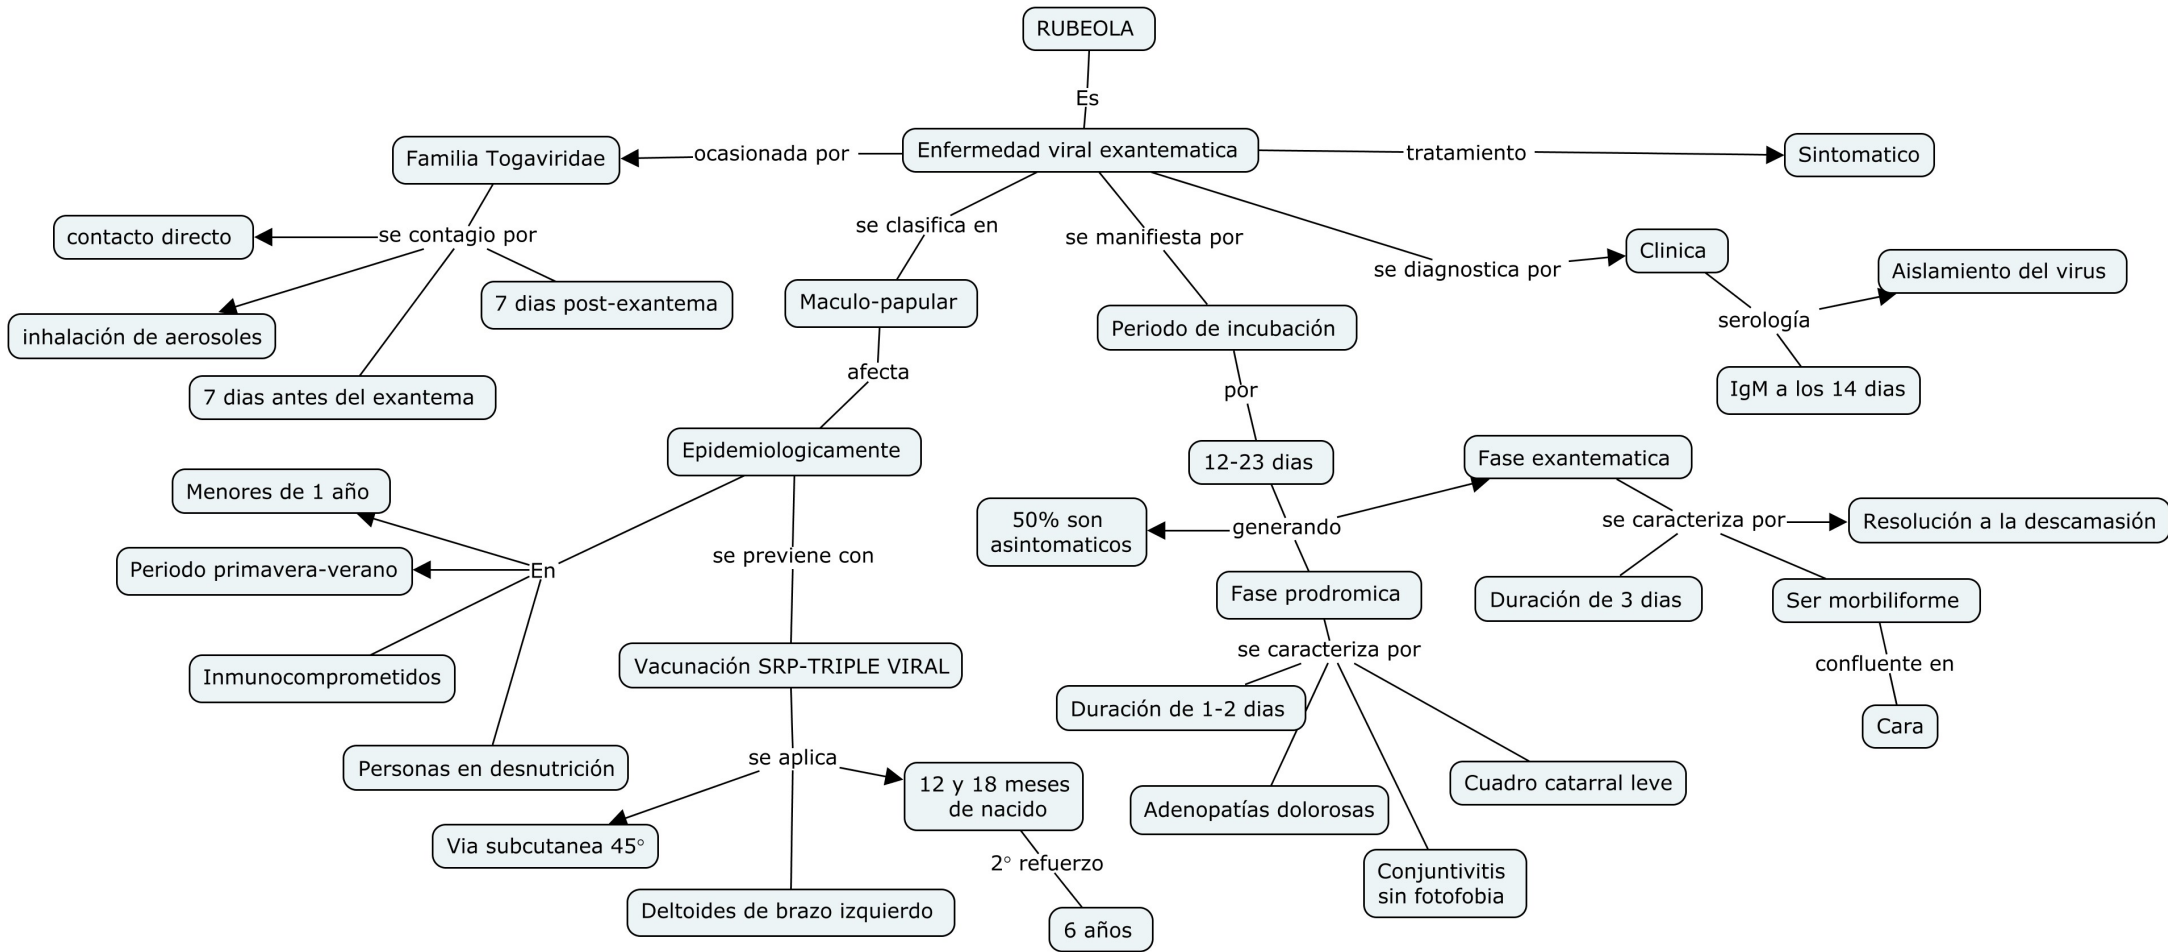 RUBEOLA
Es
Enfermedad viral exantematica
ocasionada por
Familia Togaviridae
tratamiento
Sintomatico
se contagio por
contacto directo
inhalación de aerosoles
7 dias antes del exantema
7 dias post-exantema
se clasifica en
Maculo-papular
afecta
Epidemiologicamente
En
Menores de 1 año
Periodo primavera-verano
Inmunocomprometidos
Personas en desnutrición
se previene con
Vacunación SRP-TRIPLE VIRAL
se aplica
Via subcutanea 45°
Deltoides de brazo izquierdo
12 y 18 meses
de nacido
2° refuerzo
6 años
se manifiesta por
Periodo de incubación
por
12-23 dias
generando
50% son
asintomaticos
Fase prodromica
se caracteriza por
Duración de 1-2 dias
Adenopatías dolorosas
Conjuntivitis
sin fotofobia
Cuadro catarral leve
Fase exantematica
se caracteriza por
Resolución a la descamasión
Duración de 3 dias
Ser morbiliforme
confluente en
Cara
se diagnostica por
Clinica
serología
Aislamiento del virus
IgM a los 14 dias